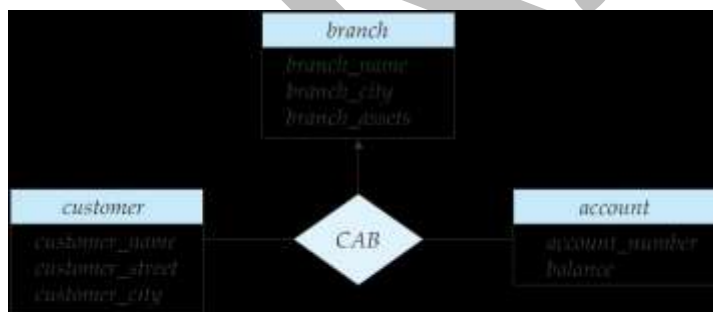 branch
branch_name
branch_city
branch_assets
customer
customer_name
customer_street
customer_city
CAB
account
account_number
balance